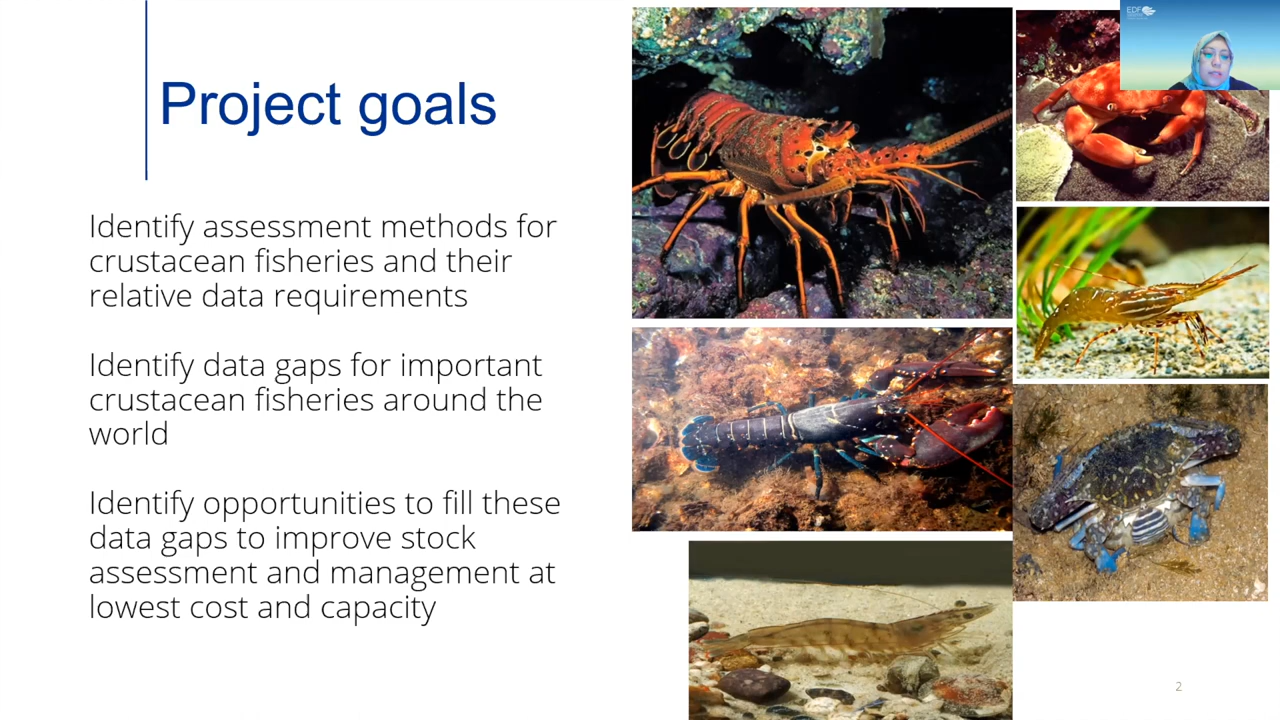 EDF
Project goals
Identify assessment methods for
crustacean fisheries and their
relative data requirements
Identify data gaps for important
crustacean fisheries around the
world
Identify opportunities to fill these
data gaps to improve stock
assessment and management at
lowest cost and capacity
2